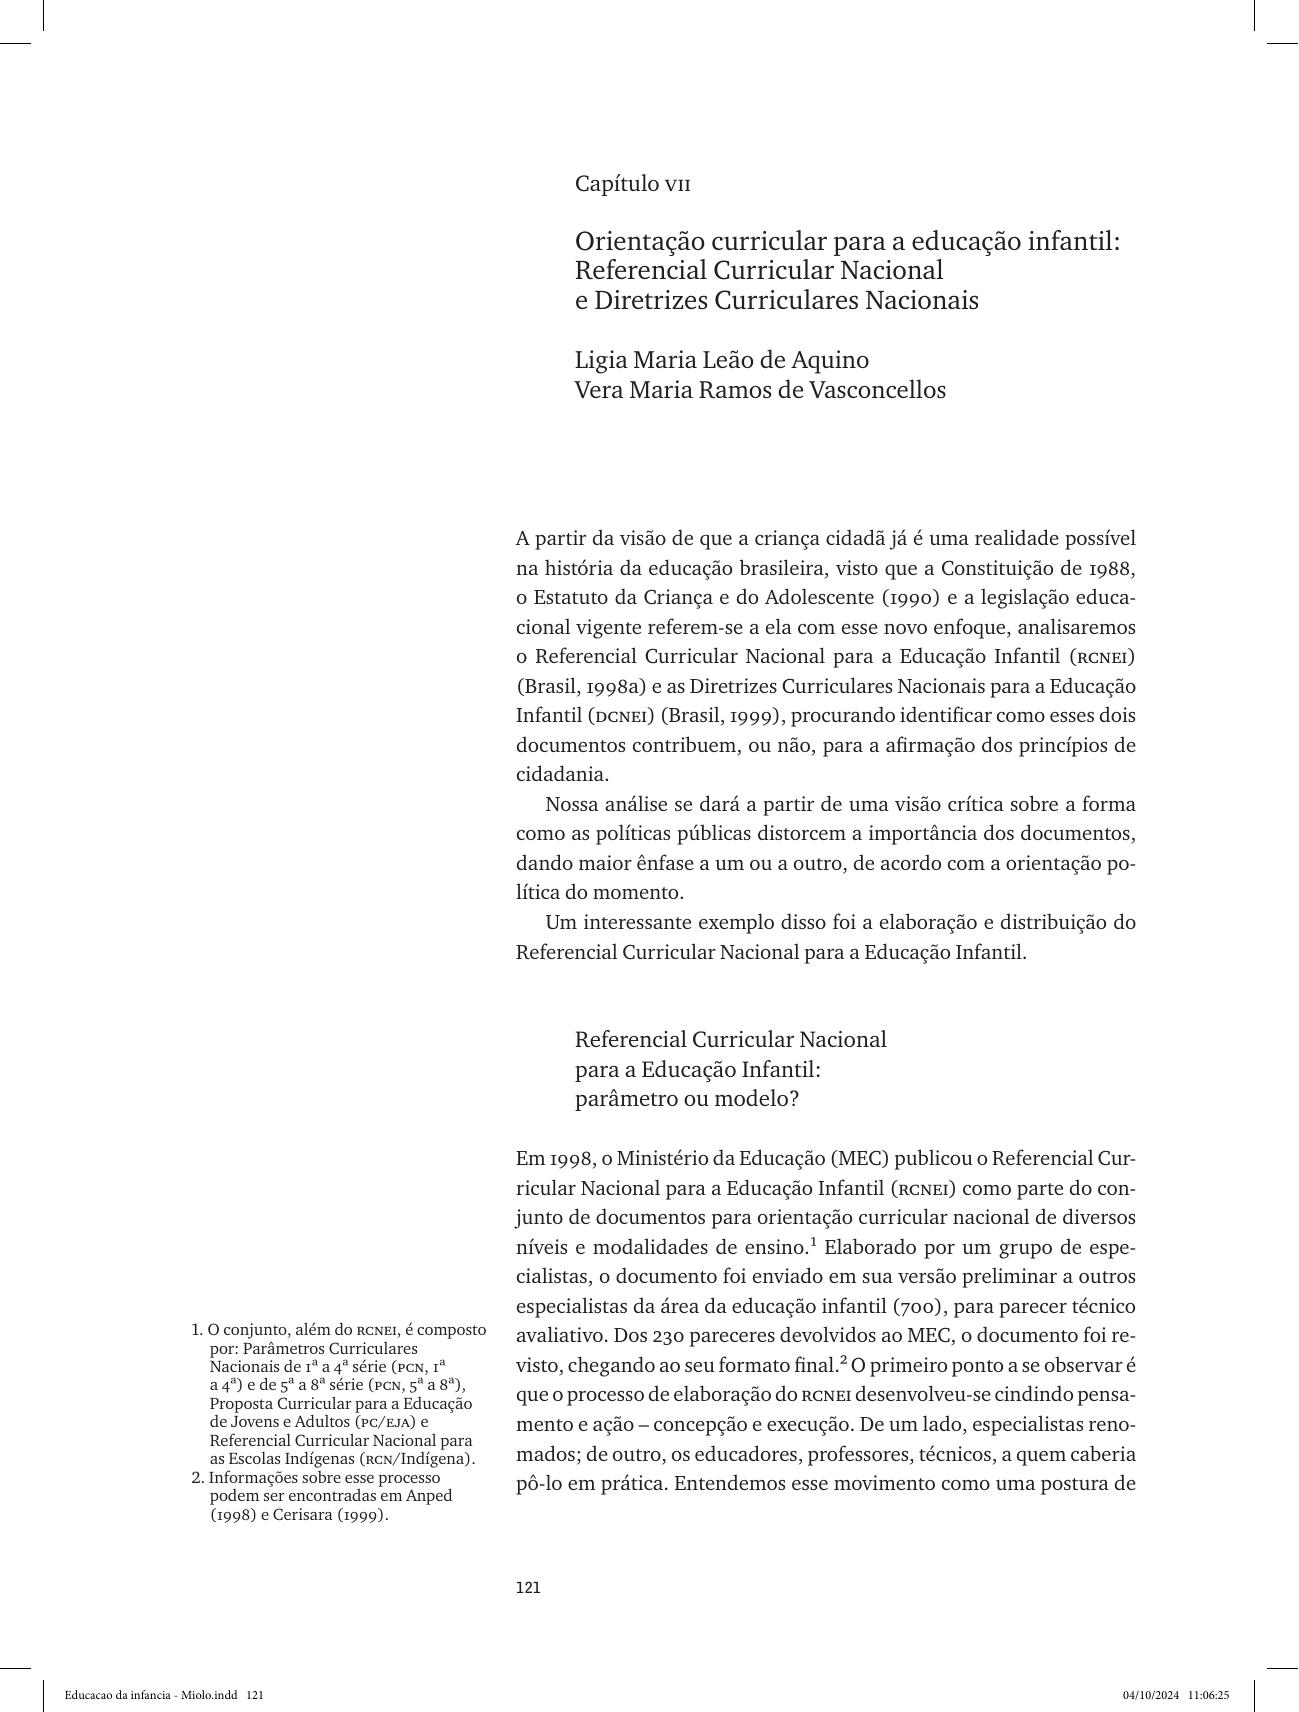 Capítulo VII
Orientação curricular para a educação infantil:
Referencial Curricular Nacional
e Diretrizes Curriculares Nacionais
Ligia Maria Leão de Aquino
Vera Maria Ramos de Vasconcellos
A partir da visão de que a criança cidadã já é uma realidade possível
na história da educação brasileira, visto que a Constituição de 1988,
o Estatuto da Criança e do Adolescente (1990) e a legislação educa-
cional vigente referem-se a ela com esse novo enfoque, analisaremos
o Referencial Curricular Nacional para a Educação Infantil (RCNEI)
(Brasil, 1998a) e as Diretrizes Curriculares Nacionais para a Educação
Infantil (DCNEI) (Brasil, 1999), procurando identificar como esses dois
documentos contribuem, ou não, para a afirmação dos princípios de
cidadania.
Nossa análise se dará a partir de uma visão crítica sobre a forma
como as políticas públicas distorcem a importância dos documentos,
dando maior ênfase a um ou a outro, de acordo com a orientação po-
lítica do momento.
Um interessante exemplo disso foi a elaboração e distribuição do
Referencial Curricular Nacional para a Educação Infantil.
Referencial Curricular Nacional
para a Educação Infantil:
parâmetro ou modelo?
Em 1998, o Ministério da Educação (MEC) publicou o Referencial Cur-
ricular Nacional para a Educação Infantil (RCNEI) como parte do con-
junto de documentos para orientação curricular nacional de diversos
níveis e modalidades de ensino.¹ Elaborado por um grupo de espe-
cialistas, o documento foi enviado em sua versão preliminar a outros
especialistas da área da educação infantil (700), para parecer técnico
avaliativo. Dos 230 pareceres devolvidos ao MEC, o documento foi re-
visto, chegando ao seu formato final.² O primeiro ponto a se observar é
que o processo de elaboração do RCNEI desenvolveu-se cindindo pensa-
mento e ação – concepção e execução. De um lado, especialistas reno-
mados; de outro, os educadores, professores, técnicos, a quem caberia
pô-lo em prática. Entendemos esse movimento como uma postura de
1. O conjunto, além do RCNEI, é composto
por: Parâmetros Curriculares
Nacionais de 1ª a 4ª série (PCN, 1ª
a 4ª) e de 5ª a 8ª série (PCN, 5ª a 8ª),
Proposta Curricular para a Educação
de Jovens e Adultos (PC/EJA) e
Referencial Curricular Nacional para
as Escolas Indígenas (RCN/Indígena).
2. Informações sobre esse processo
podem ser encontradas em Anped
(1998) e Cerisara (1999).
121
Educacao da infancia - Miolo.indd 121
04/10/2024 11:06:25